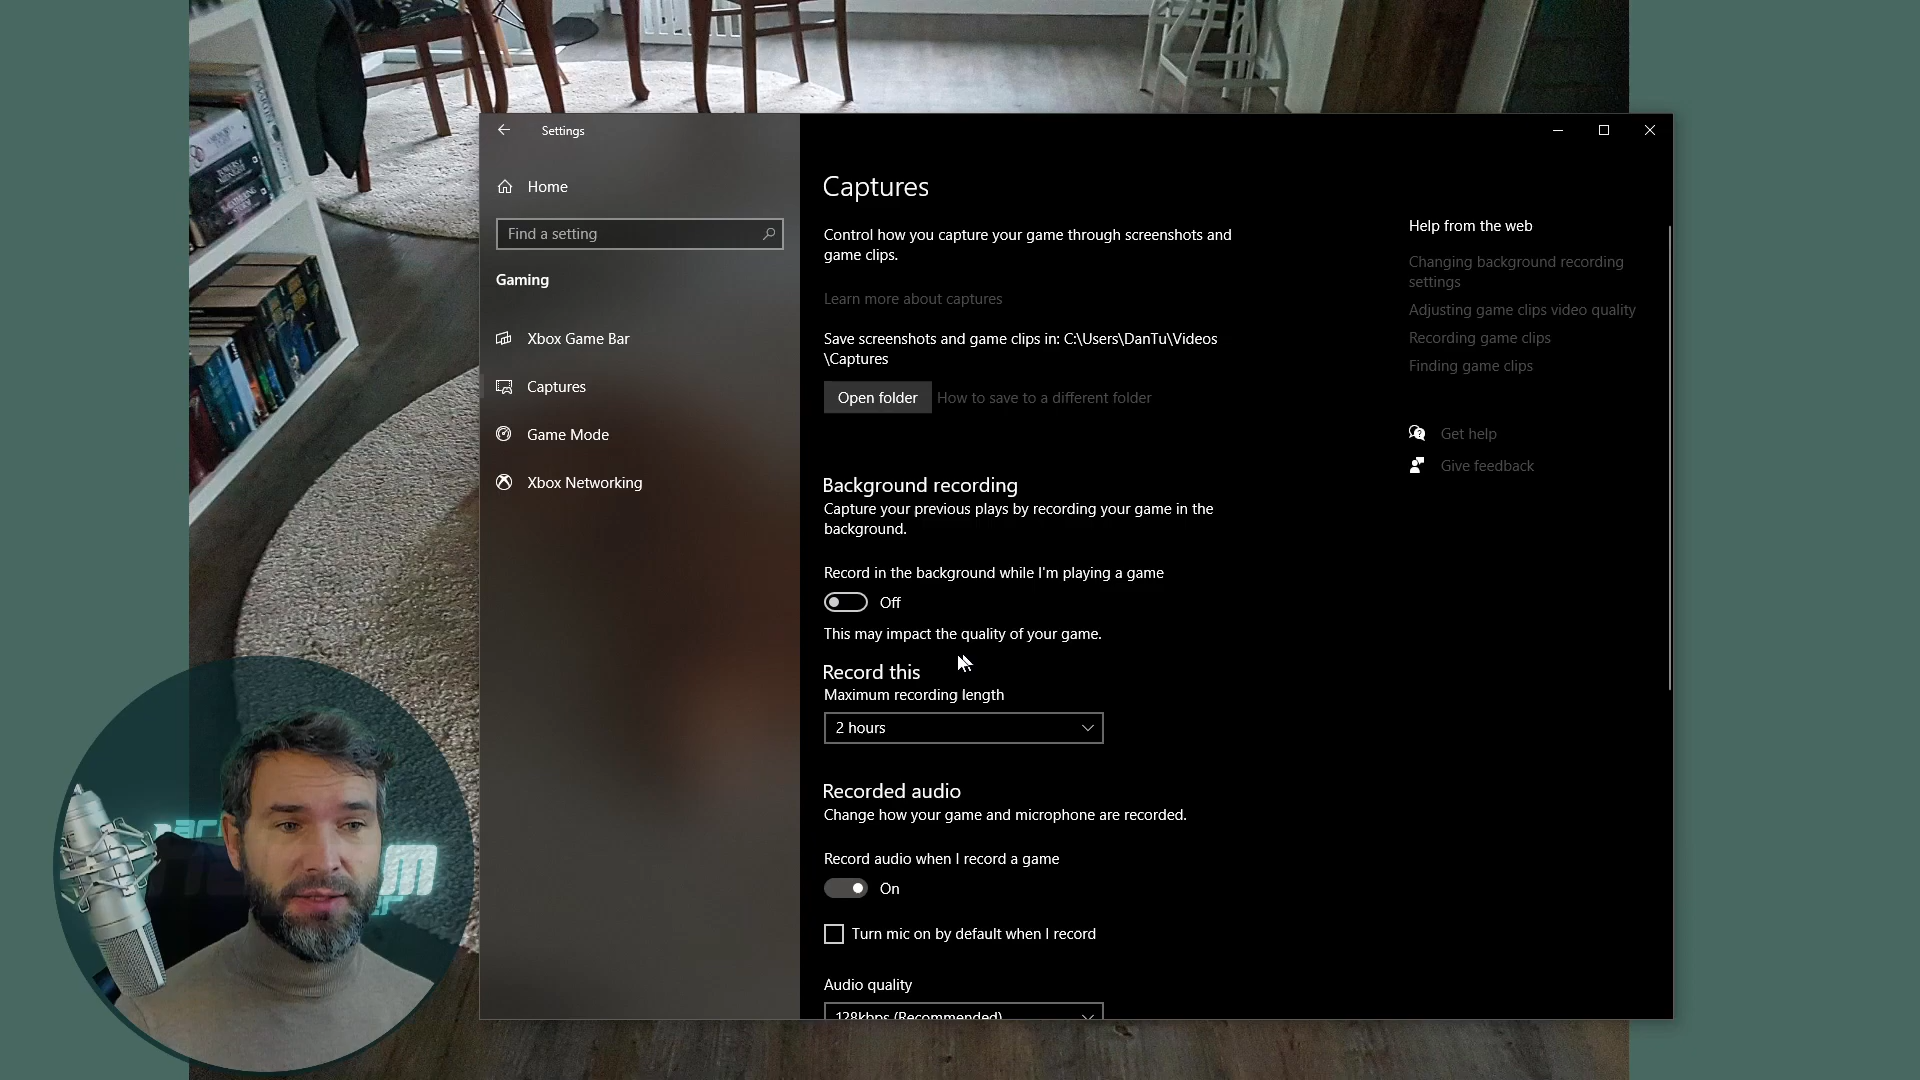 Settings
Home
Find a setting
Gaming
Xbox Game Bar
Captures
Game Mode
Xbox Networking
Captures
Control how you capture your game through screenshots and
game clips.
Learn more about captures
Save screenshots and game clips in: C:\Users\DanTu\Videos
\Captures
Open folder
How to save to a different folder
Background recording
Capture your previous plays by recording your game in the
background.
Record in the background while I'm playing a game
Off
This may impact the quality of your game.
Record this
Maximum recording length
2 hours
Recorded audio
Change how your game and microphone are recorded.
Record audio when I record a game
On
Turn mic on by default when I record
Audio quality
128kbps (Recommended)
Help from the web
Changing background recording
settings
Adjusting game clips video quality
Recording game clips
Finding game clips
Get help
Give feedback